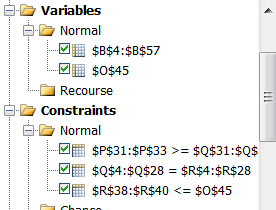 Variables
Normal
$B$4:$B$57
$O$45
Recourse
Constraints
Normal
$P$31:$P$33 >= $Q$31:$Q$
$Q$4:$Q$28 = $R$4:$R$28
$R$38:$R$40 <= $O$45
Chance